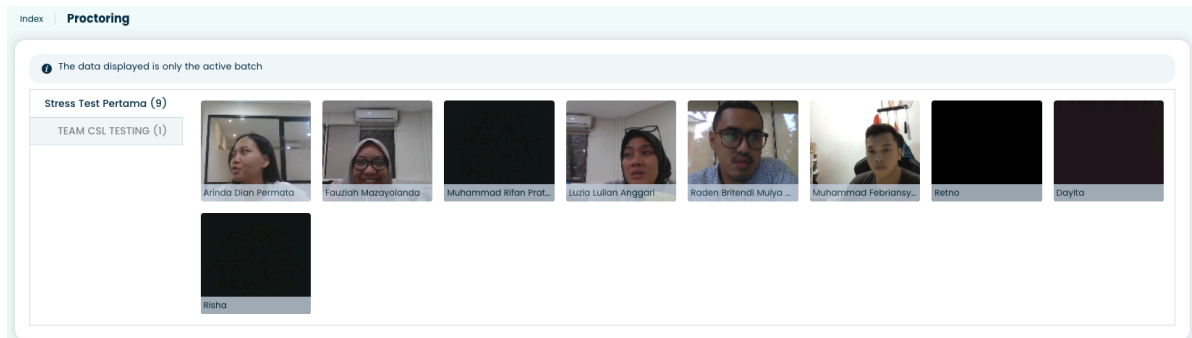 Index Proctoring
The data displayed is only the active batch
Stress Test Pertama (9)
TEAM CSL TESTING (1)
Arinda Dian Permata
Fauziah Mazayolanda
Muhammad Rifan Prat...
Luzia Lulian Anggari
Raden Britendi Mulya ...
Muhammad Febriansy...
Retno
Dayita
Risha